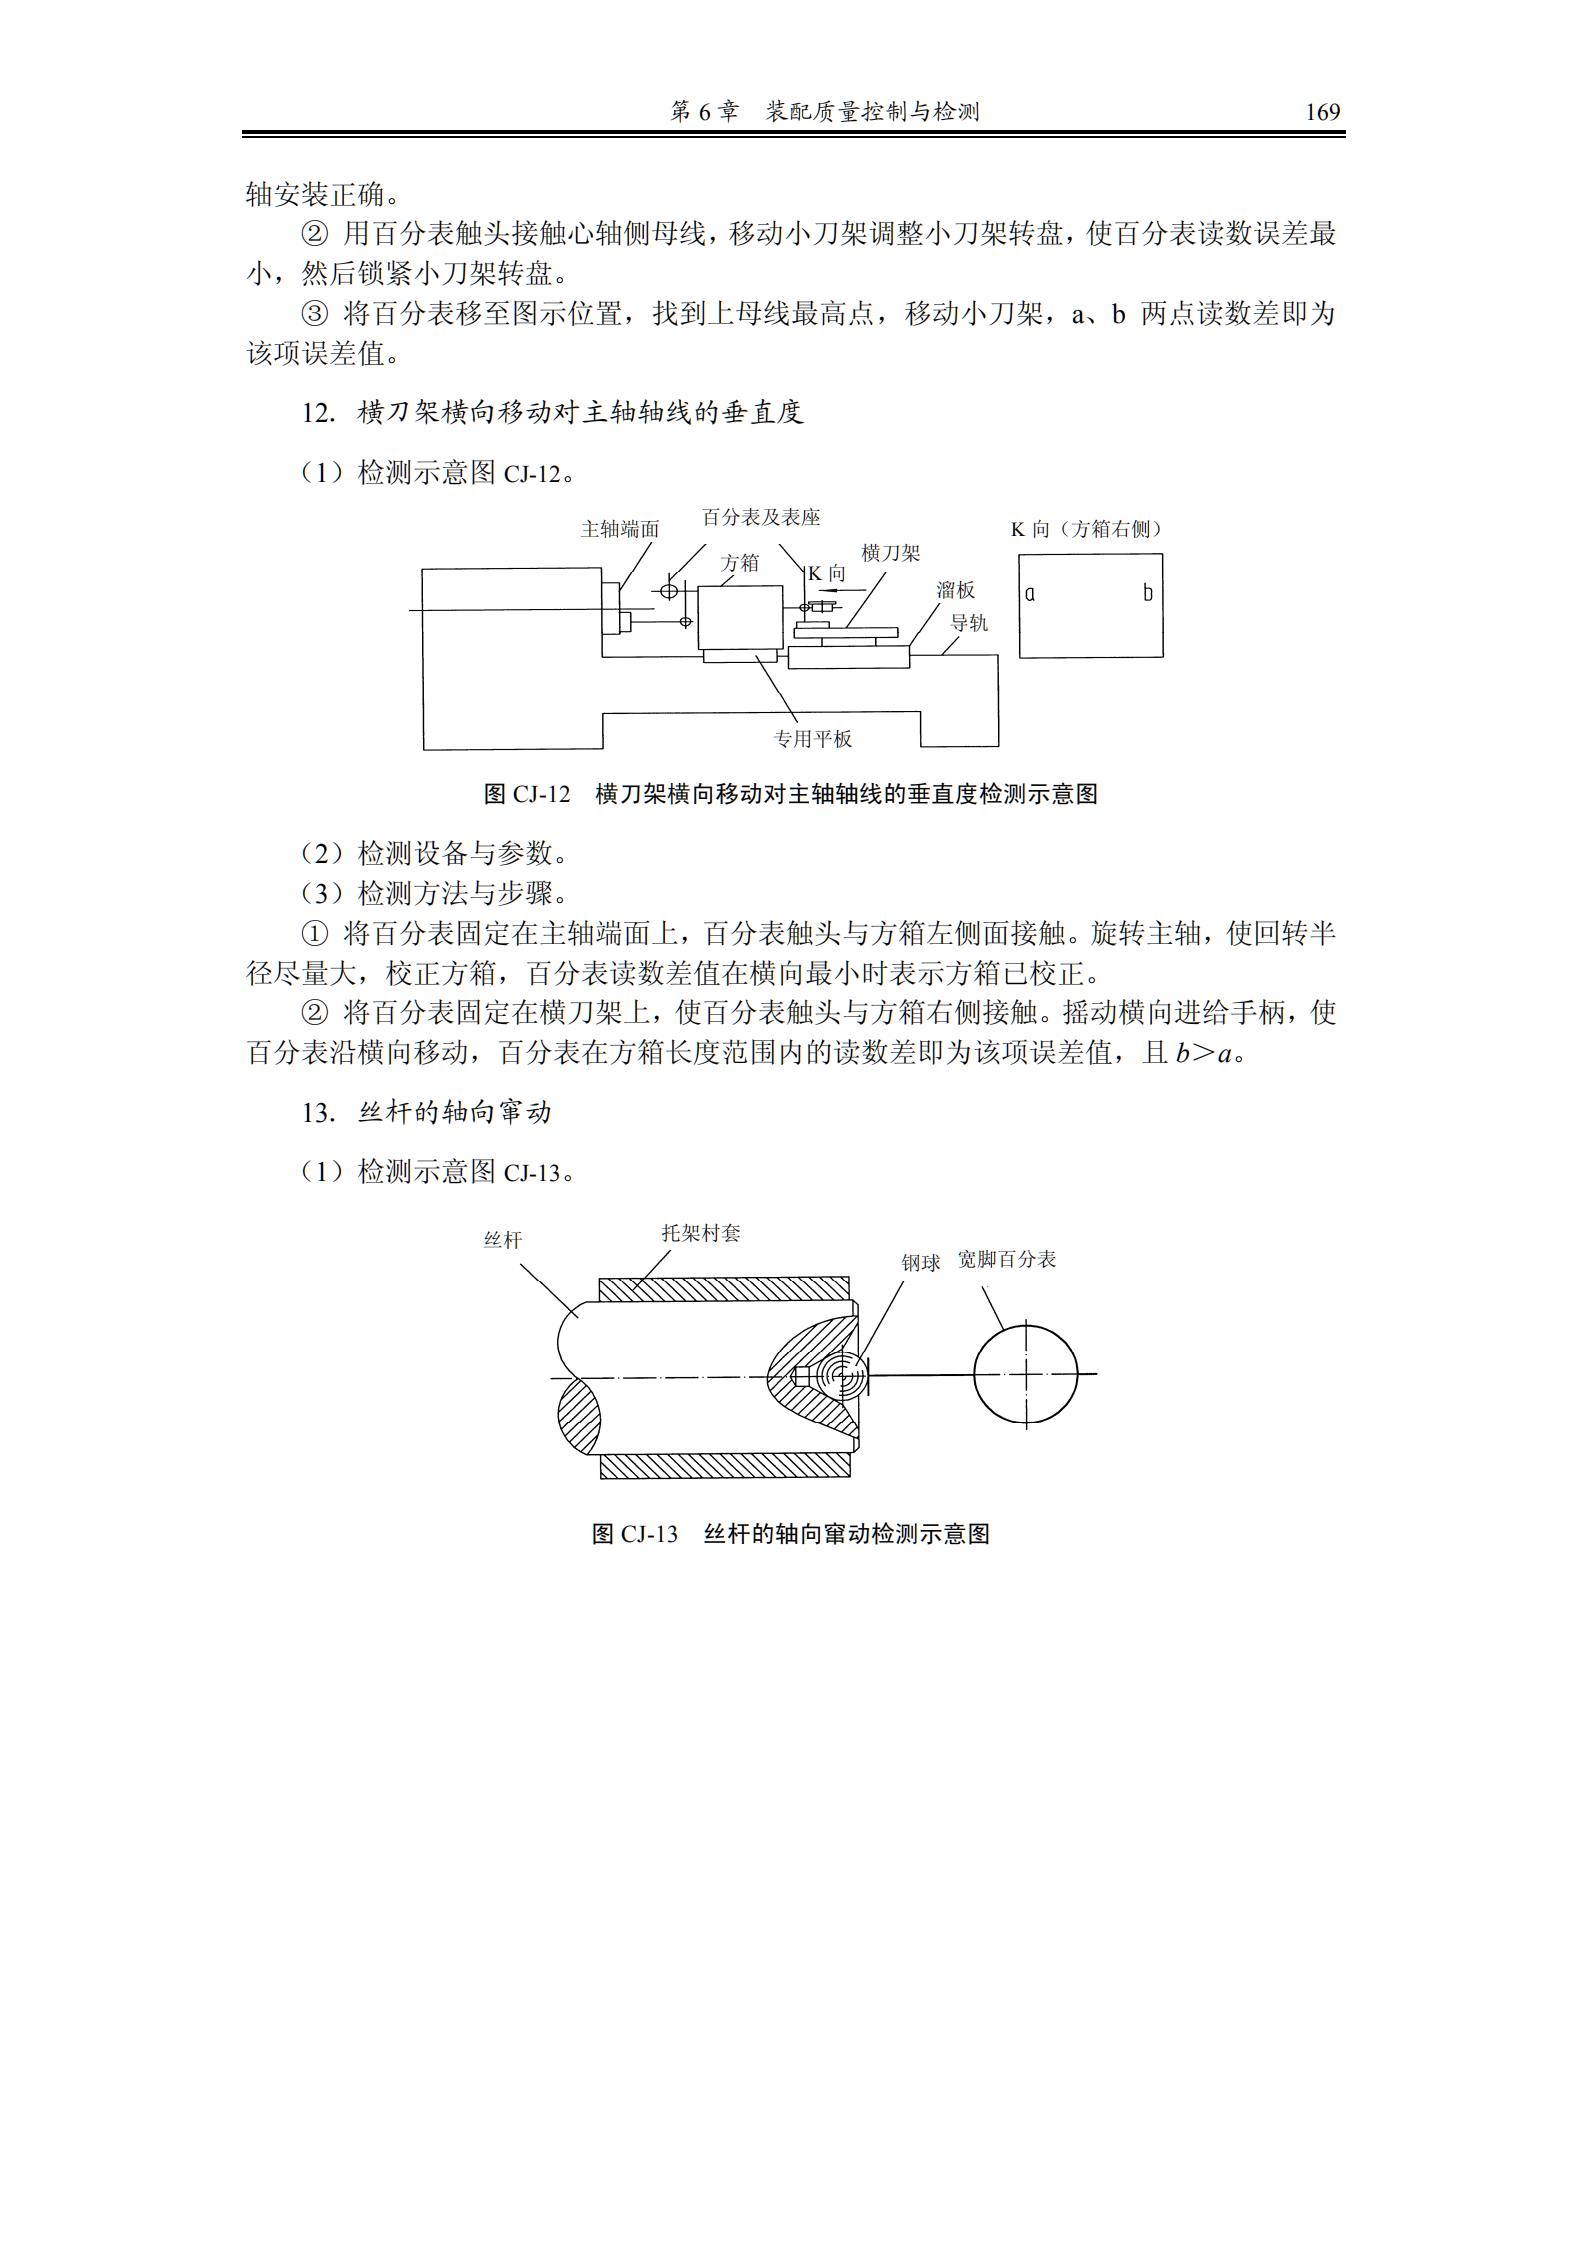 第 6 章 装配质量控制与检测 169
轴安装正确。
② 用百分表触头接触心轴侧母线，移动小刀架调整小刀架转盘，使百分表读数误差最
小，然后锁紧小刀架转盘。
③ 将百分表移至图示位置，找到上母线最高点，移动小刀架，a、b 两点读数差即为
该项误差值。
12. 横刀架横向移动对主轴轴线的垂直度
（1）检测示意图 CJ-12。
主轴端面
百分表及表座
方箱
K 向
横刀架
溜板
导轨
专用平板
K 向（方箱右侧）
a
b
图 CJ-12 横刀架横向移动对主轴轴线的垂直度检测示意图
（2）检测设备与参数。
（3）检测方法与步骤。
① 将百分表固定在主轴端面上，百分表触头与方箱左侧面接触。旋转主轴，使回转半
径尽量大，校正方箱，百分表读数差值在横向最小时表示方箱已校正。
② 将百分表固定在横刀架上，使百分表触头与方箱右侧接触。摇动横向进给手柄，使
百分表沿横向移动，百分表在方箱长度范围内的读数差即为该项误差值，且 b＞a。
13. 丝杆的轴向窜动
（1）检测示意图 CJ-13。
丝杆
托架村套
钢球
宽脚百分表
图 CJ-13 丝杆的轴向窜动检测示意图